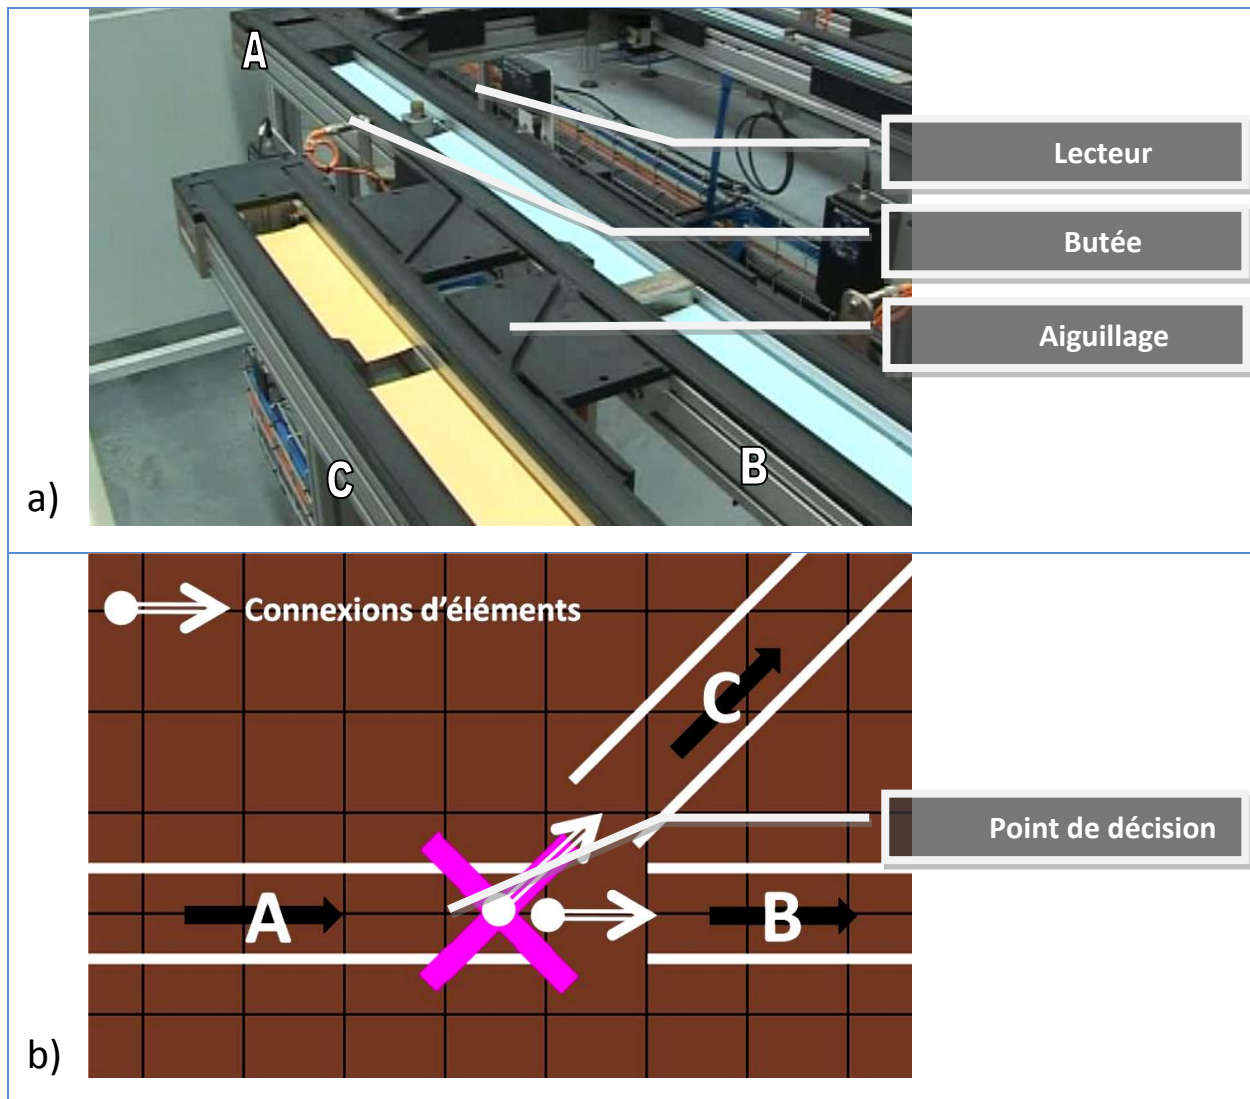 A
Lecteur
Butée
Aiguillage
B
C
a)
Connexions d'éléments
C
Point de décision
A
B
b)